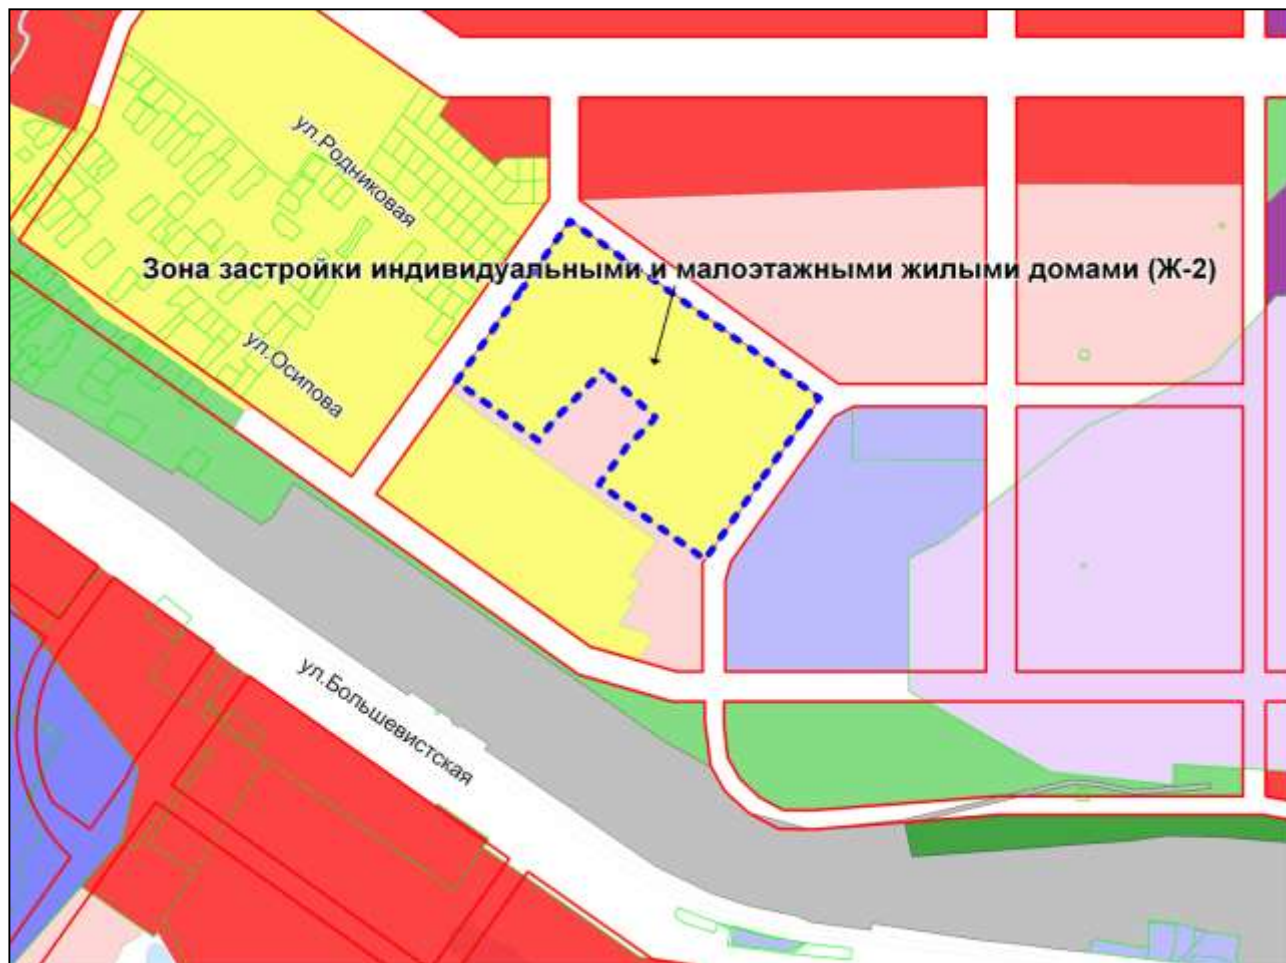 ул.Родниковая
Зона застройки индивидуальными и малоэтажными жилыми домами (Ж-2)
ул.Осипова
ул.Большевистская